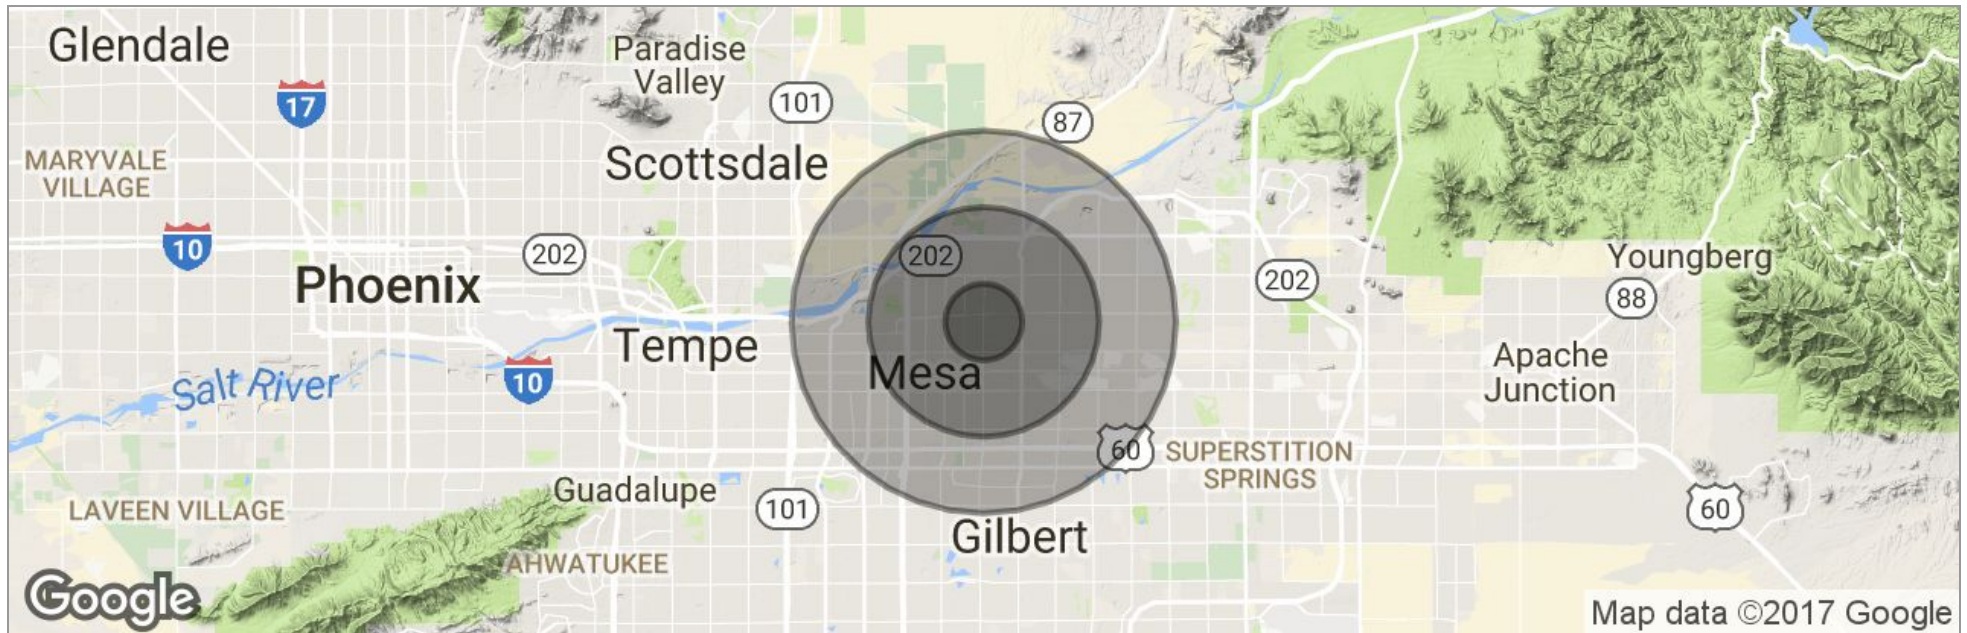 Glendale
Paradise
Valley
17
101
87
MARYVALE
VILLAGE
Scottsdale
10
202
202
202
Youngberg
Phoenix
88
Tempe
Apache
Junction
Mesa
Salt River
10
60
SUPERSTITION
SPRINGS
Guadalupe
LAVEEN VILLAGE
101
60
Gilbert
AHWATUKEE
Google
Map data ©2017 Google